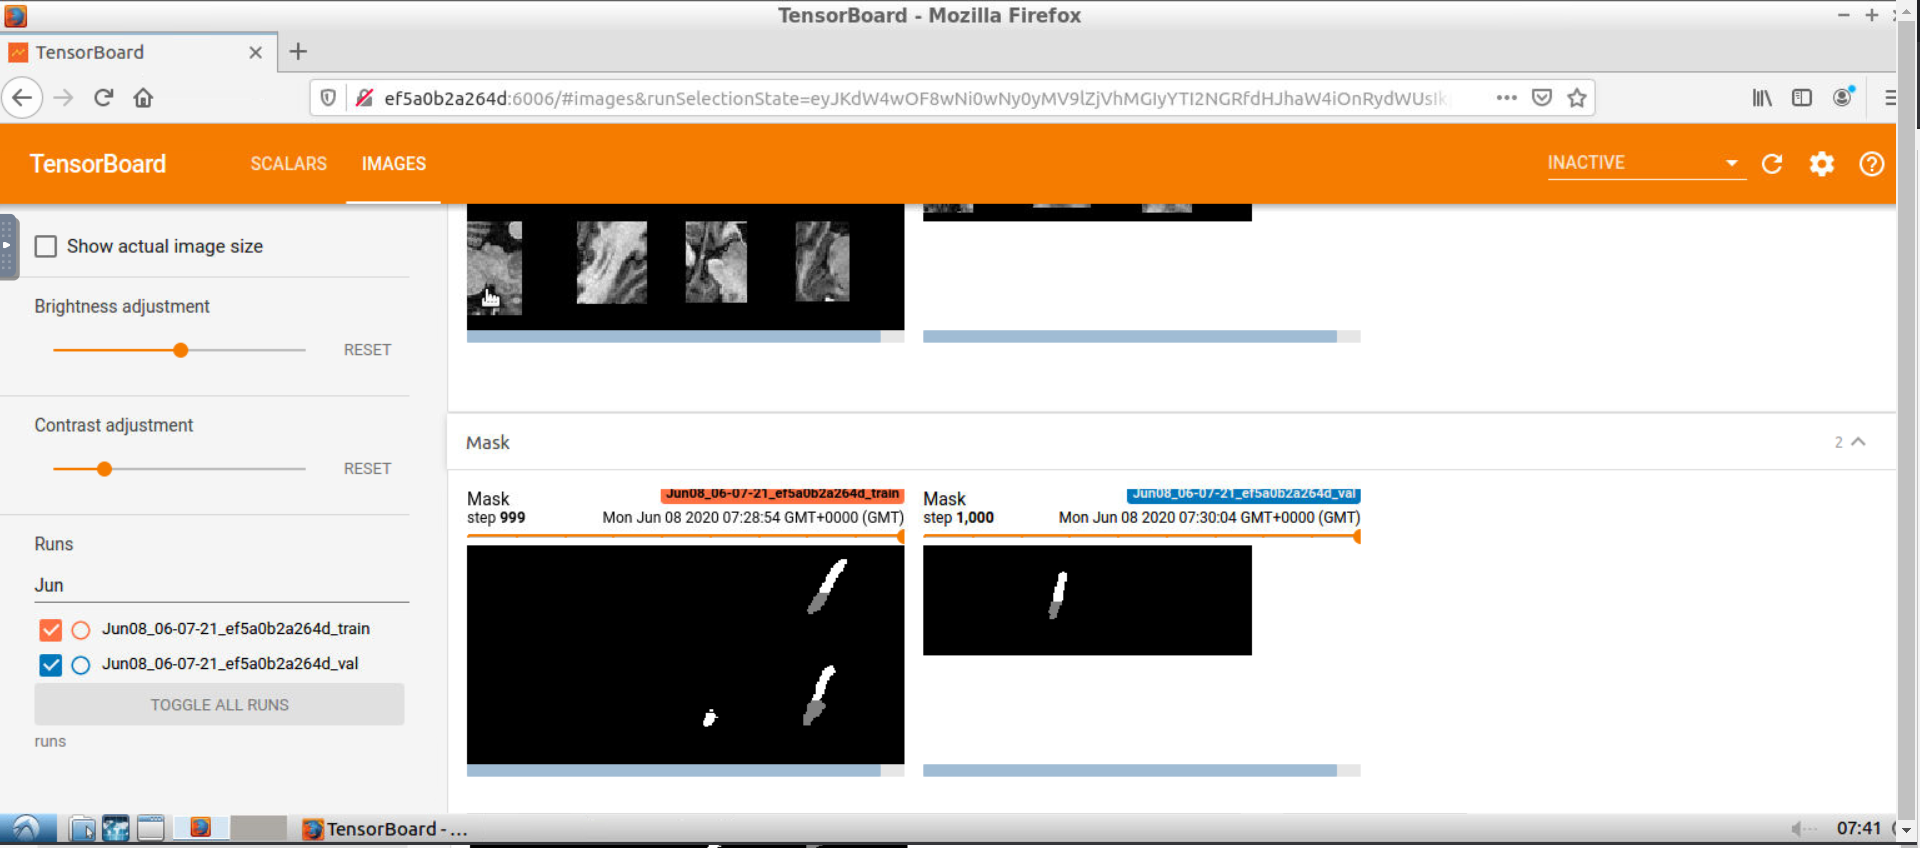 TensorBoard - Mozilla Firefox
TensorBoard
ef5a0b2a264d:6006/#images&runSelectionState=eyJKdW4wOF8wNi0wNy0yMV9lZjVhMGIyYTI2NGRfdHJhaW4iOnRydWUsIk
TensorBoard
SCALARS
IMAGES
INACTIVE
Show actual image size
Brightness adjustment
RESET
Contrast adjustment
RESET
Runs
Jun
Jun08_06-07-21_ef5a0b2a264d_train
Jun08_06-07-21_ef5a0b2a264d_val
TOGGLE ALL RUNS
runs
Mask
2
Mask
Jun08_06-07-21_ef5a0b2a264d_train
step 999
Mon Jun 08 2020 07:28:54 GMT+0000 (GMT)
Mask
Jun08_06-07-21_ef5a0b2a264d_val
step 1,000
Mon Jun 08 2020 07:30:04 GMT+0000 (GMT)
TensorBoard - ...
07:41